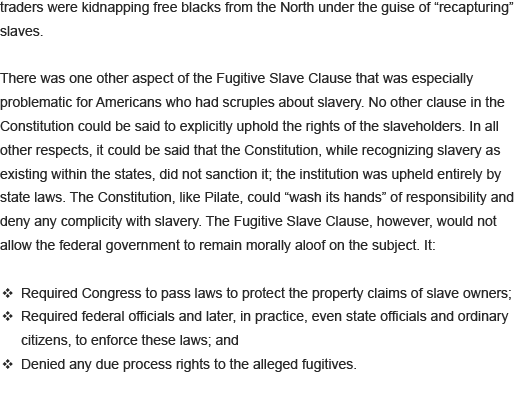 traders were kidnapping free blacks from the North under the guise of “recapturing”
slaves.
There was one other aspect of the Fugitive Slave Clause that was especially
problematic for Americans who had scruples about slavery. No other clause in the
Constitution could be said to explicitly uphold the rights of the slaveholders. In all
other respects, it could be said that the Constitution, while recognizing slavery as
existing within the states, did not sanction it; the institution was upheld entirely by
state laws. The Constitution, like Pilate, could “wash its hands” of responsibility and
deny any complicity with slavery. The Fugitive Slave Clause, however, would not
allow the federal government to remain morally aloof on the subject. It:
❖ Required Congress to pass laws to protect the property claims of slave owners;
❖ Required federal officials and later, in practice, even state officials and ordinary
citizens, to enforce these laws; and
❖ Denied any due process rights to the alleged fugitives.